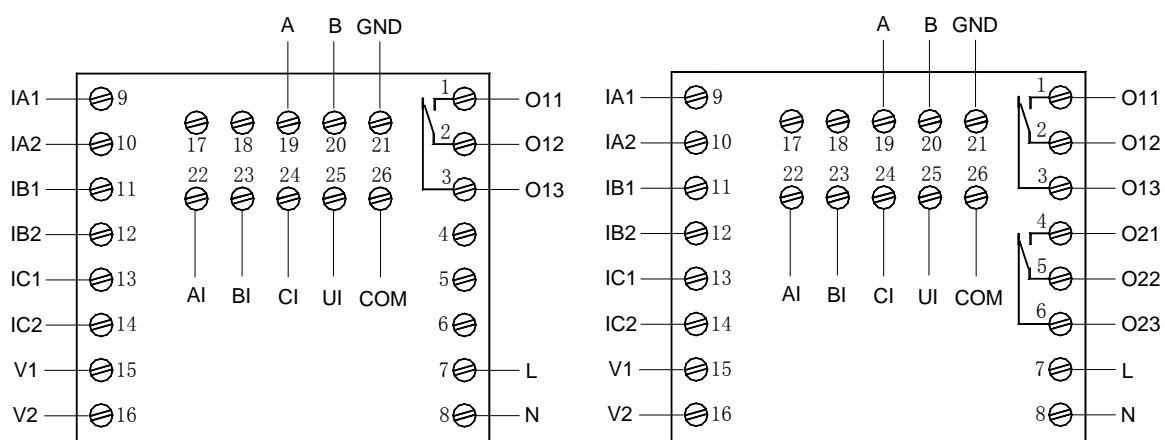 A B GND
IA1 9 1 O11
17 18 19 20 21
IA2 10 2 O12
22 23 24 25 26
IB1 11 3 O13
IB2 12 4
IC1 13 5
AI BI CI UI COM
IC2 14 6
V1 15 7 L
V2 16 8 N
A B GND
IA1 9 1 O11
17 18 19 20 21
IA2 10 2 O12
22 23 24 25 26
IB1 11 3 O13
IB2 12 4 O21
IC1 13 5 O22
AI BI CI UI COM
IC2 14 6 O23
V1 15 7 L
V2 16 8 N